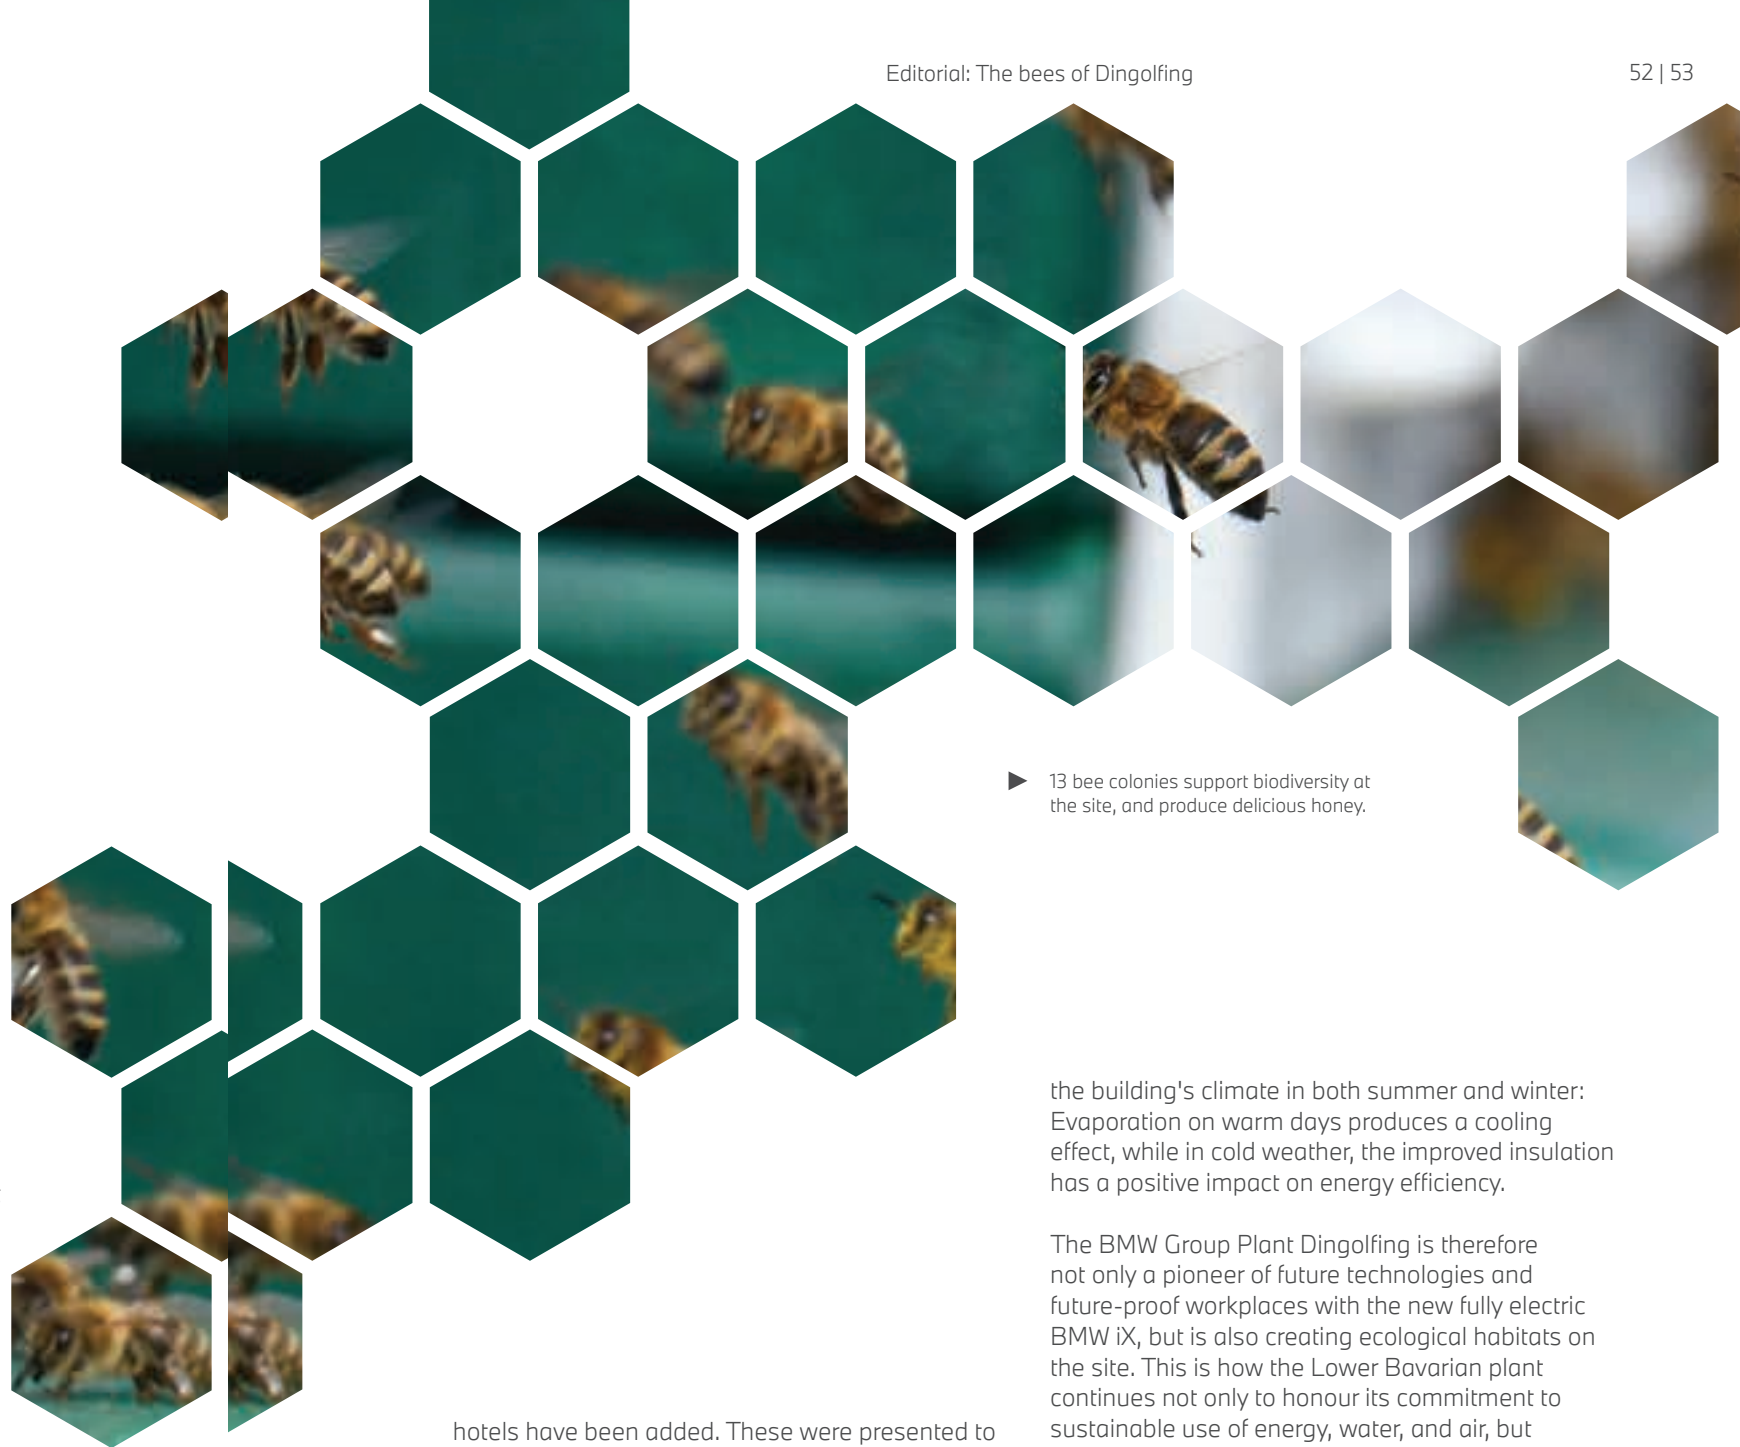 Editorial: The bees of Dingolfing
52 | 53
▶ 13 bee colonies support biodiversity at
the site, and produce delicious honey.
hotels have been added. These were presented to
the building's climate in both summer and winter:
Evaporation on warm days produces a cooling
effect, while in cold weather, the improved insulation
has a positive impact on energy efficiency.
The BMW Group Plant Dingolfing is therefore
not only a pioneer of future technologies and
future-proof workplaces with the new fully electric
BMW iX, but is also creating ecological habitats on
the site. This is how the Lower Bavarian plant
continues not only to honour its commitment to
sustainable use of energy, water, and air, but